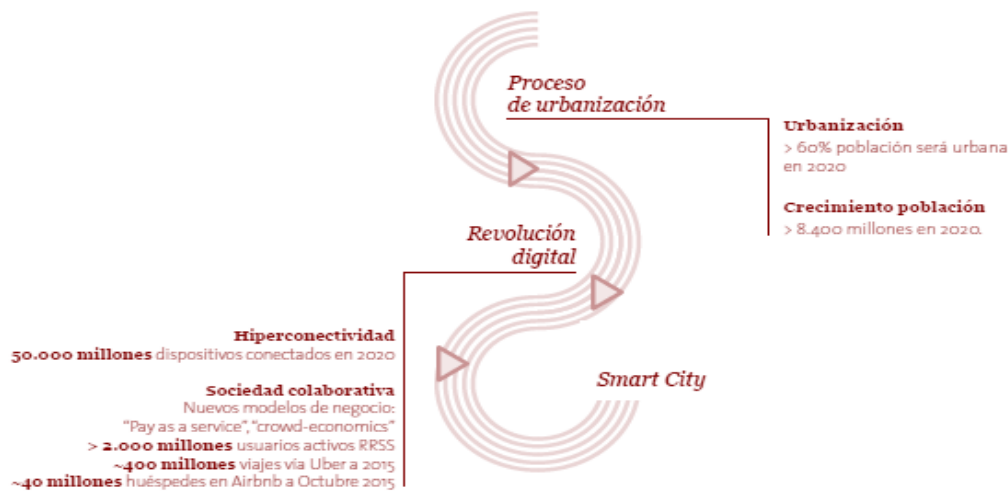 Proceso
de urbanización
Urbanización
> 60% población será urbana
en 2020
Crecimiento población
> 8.400 millones en 2020.
Revolución
digital
Hiperconectividad
50.000 millones dispositivos conectados en 2020
Sociedad colaborativa
Nuevos modelos de negocio:
"Pay as a service", "crowd-economics"
> 2.000 millones usuarios activos RRSS
~400 millones viajes vía Uber a 2015
~40 millones huéspedes en Airbnb a Octubre 2015
Smart City